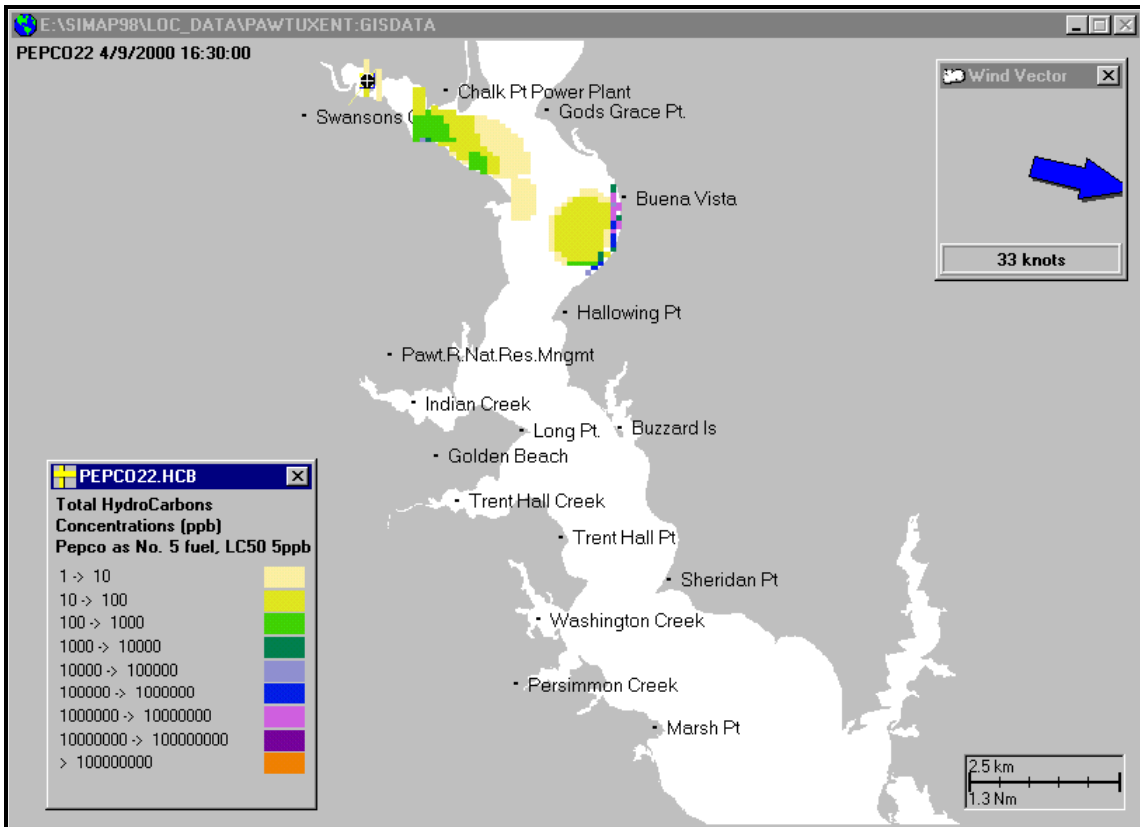 E:\SIMAP98\LOC_DATA\PAWTUXENT:GISDATA
PEPCO22 4/9/2000 16:30:00
Wind Vector
33 knots
Chalk Pt Power Plant
Swansons
Gods Grace Pt.
Buena Vista
Hallowing Pt
Pawt.R.Nat.Res.Mngmt
Indian Creek
Long Pt.
Buzzard Is
Golden Beach
Trent Hall Creek
Trent Hall Pt
Sheridan Pt
Washington Creek
Persimmon Creek
Marsh Pt
PEPCO22.HCB
Total HydroCarbons
Concentrations (ppb)
Pepco as No. 5 fuel, LC50 5ppb
1 -> 10
10 -> 100
100 -> 1000
1000 -> 10000
10000 -> 100000
100000 -> 1000000
1000000 -> 10000000
10000000 -> 100000000
> 100000000
2.5 km
1.3 Nm